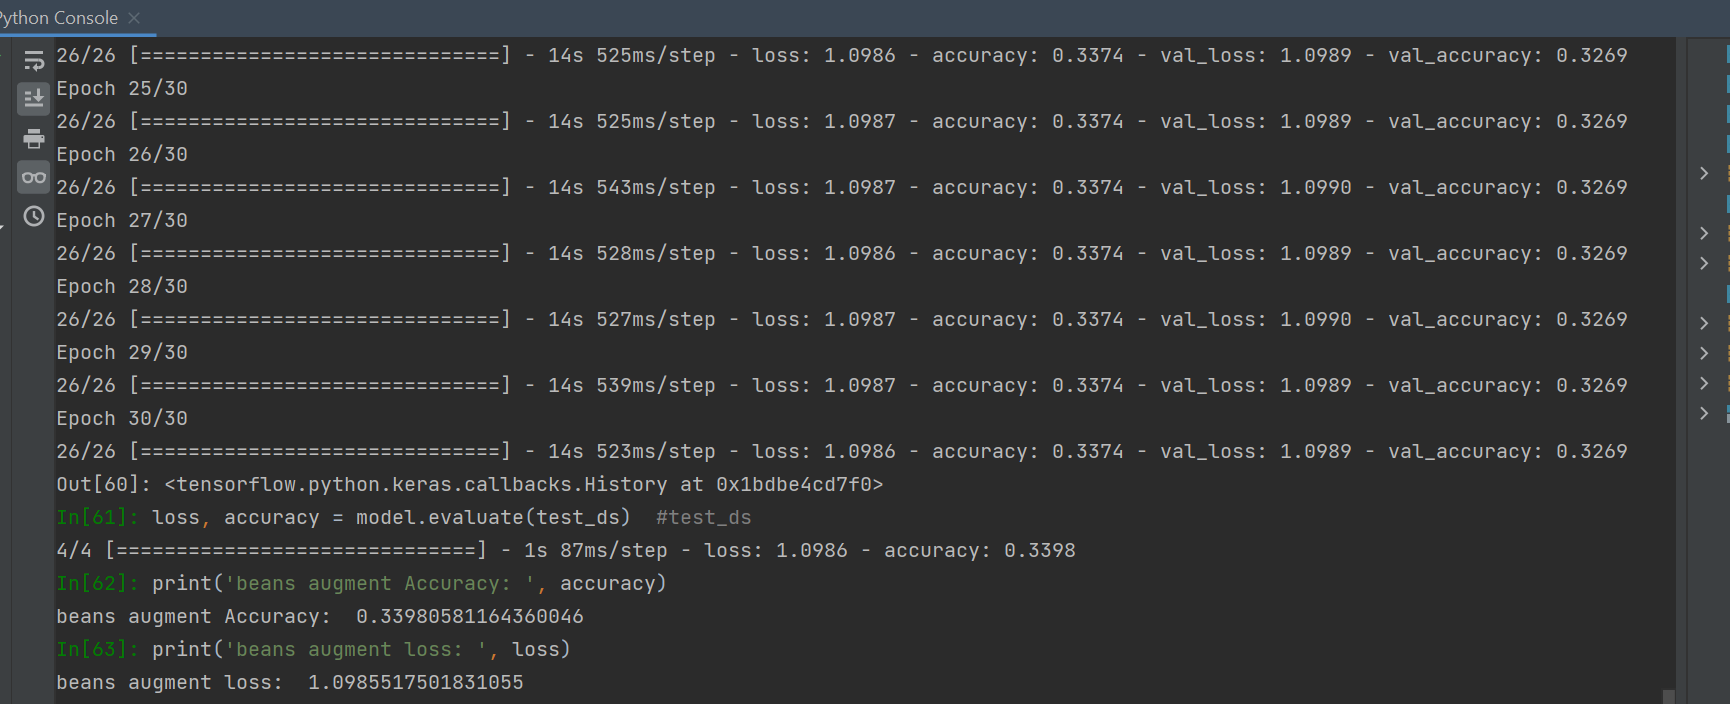 Python Console
26/26 [==============================] - 14s 525ms/step - loss: 1.0986 - accuracy: 0.3374 - val_loss: 1.0989 - val_accuracy: 0.3269
Epoch 25/30
26/26 [==============================] - 14s 525ms/step - loss: 1.0987 - accuracy: 0.3374 - val_loss: 1.0989 - val_accuracy: 0.3269
Epoch 26/30
26/26 [==============================] - 14s 543ms/step - loss: 1.0987 - accuracy: 0.3374 - val_loss: 1.0990 - val_accuracy: 0.3269
Epoch 27/30
26/26 [==============================] - 14s 528ms/step - loss: 1.0986 - accuracy: 0.3374 - val_loss: 1.0989 - val_accuracy: 0.3269
Epoch 28/30
26/26 [==============================] - 14s 527ms/step - loss: 1.0987 - accuracy: 0.3374 - val_loss: 1.0990 - val_accuracy: 0.3269
Epoch 29/30
26/26 [==============================] - 14s 539ms/step - loss: 1.0987 - accuracy: 0.3374 - val_loss: 1.0989 - val_accuracy: 0.3269
Epoch 30/30
26/26 [==============================] - 14s 523ms/step - loss: 1.0986 - accuracy: 0.3374 - val_loss: 1.0989 - val_accuracy: 0.3269
Out[60]: <tensorflow.python.keras.callbacks.History at 0x1bdbe4cd7f0>
In[61]: loss, accuracy = model.evaluate(test_ds)  #test_ds
4/4 [==============================] - 1s 87ms/step - loss: 1.0986 - accuracy: 0.3398
In[62]: print('beans augment Accuracy: ', accuracy)
beans augment Accuracy:  0.33980581164360046
In[63]: print('beans augment loss: ', loss)
beans augment loss:  1.0985517501831055